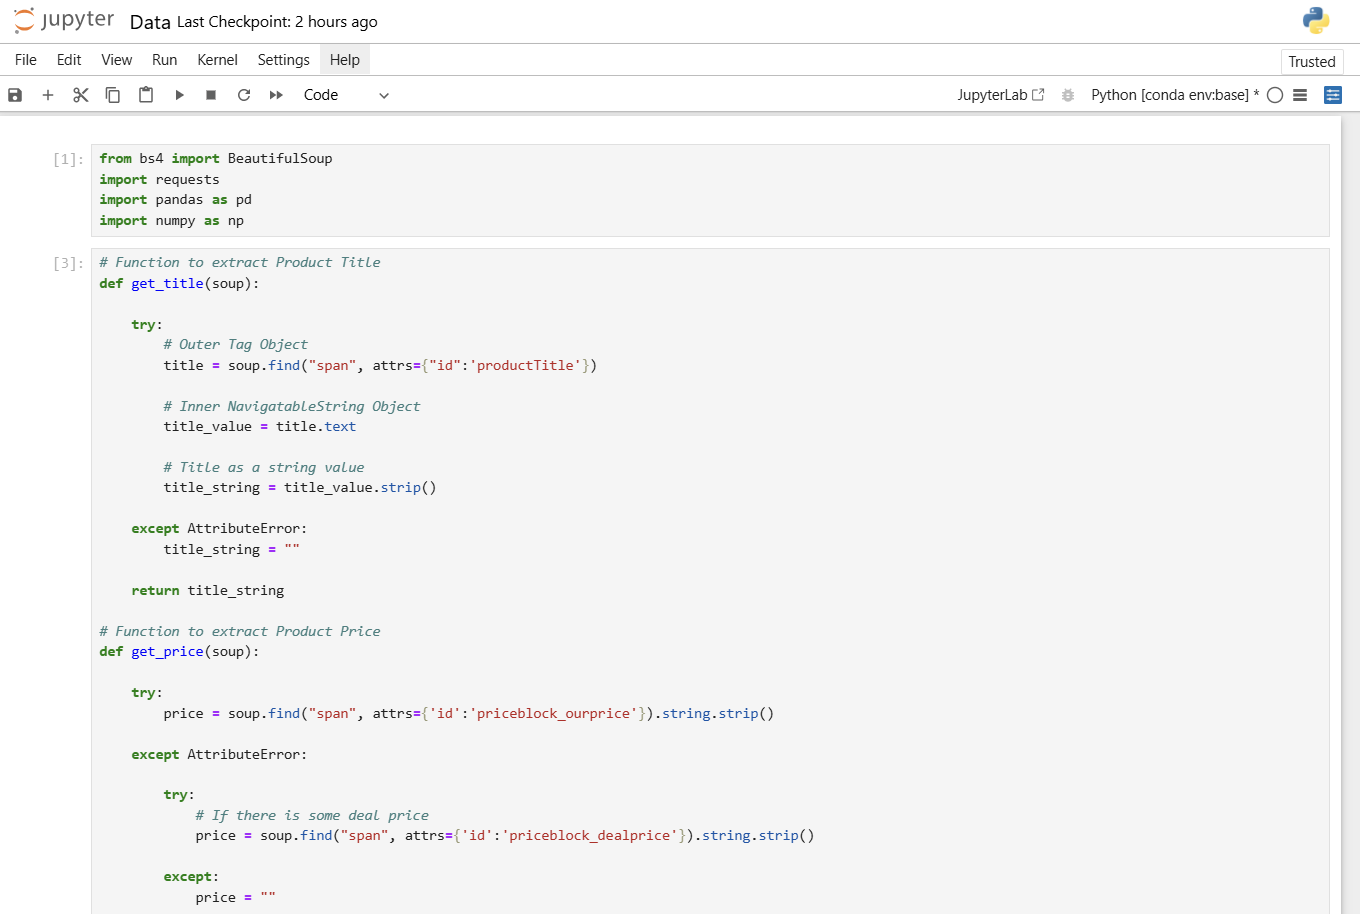 jupyter Data Last Checkpoint: 2 hours ago
File Edit View Run Kernel Settings Help Trusted
Code JupyterLab Python [conda env:base] *
[1]: from bs4 import BeautifulSoup
import requests
import pandas as pd
import numpy as np
[3]: # Function to extract Product Title
def get_title(soup):
    try:
        # Outer Tag Object
        title = soup.find("span", attrs={"id":'productTitle'})
        # Inner NavigatableString Object
        title_value = title.text
        # Title as a string value
        title_string = title_value.strip()
    except AttributeError:
        title_string = ""
    return title_string
# Function to extract Product Price
def get_price(soup):
    try:
        price = soup.find("span", attrs={'id':'priceblock_ourprice'}).string.strip()
    except AttributeError:
        try:
            # If there is some deal price
            price = soup.find("span", attrs={'id':'priceblock_dealprice'}).string.strip()
        except:
            price = ""